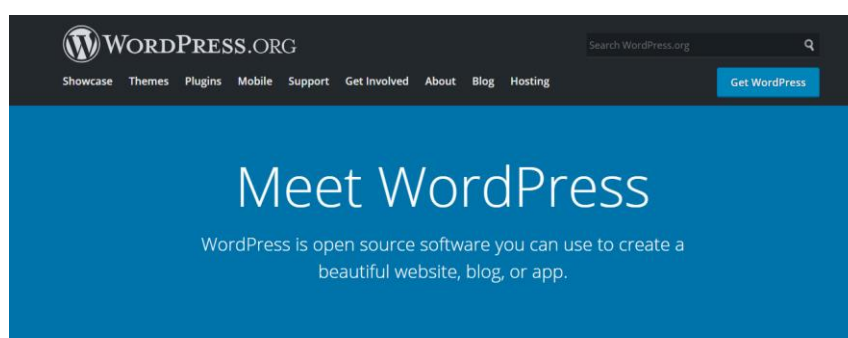 WORDPRESS.ORG
Search WordPress.org
Showcase Themes Plugins Mobile Support Get Involved About Blog Hosting
Get WordPress
Meet WordPress
WordPress is open source software you can use to create a
beautiful website, blog, or app.